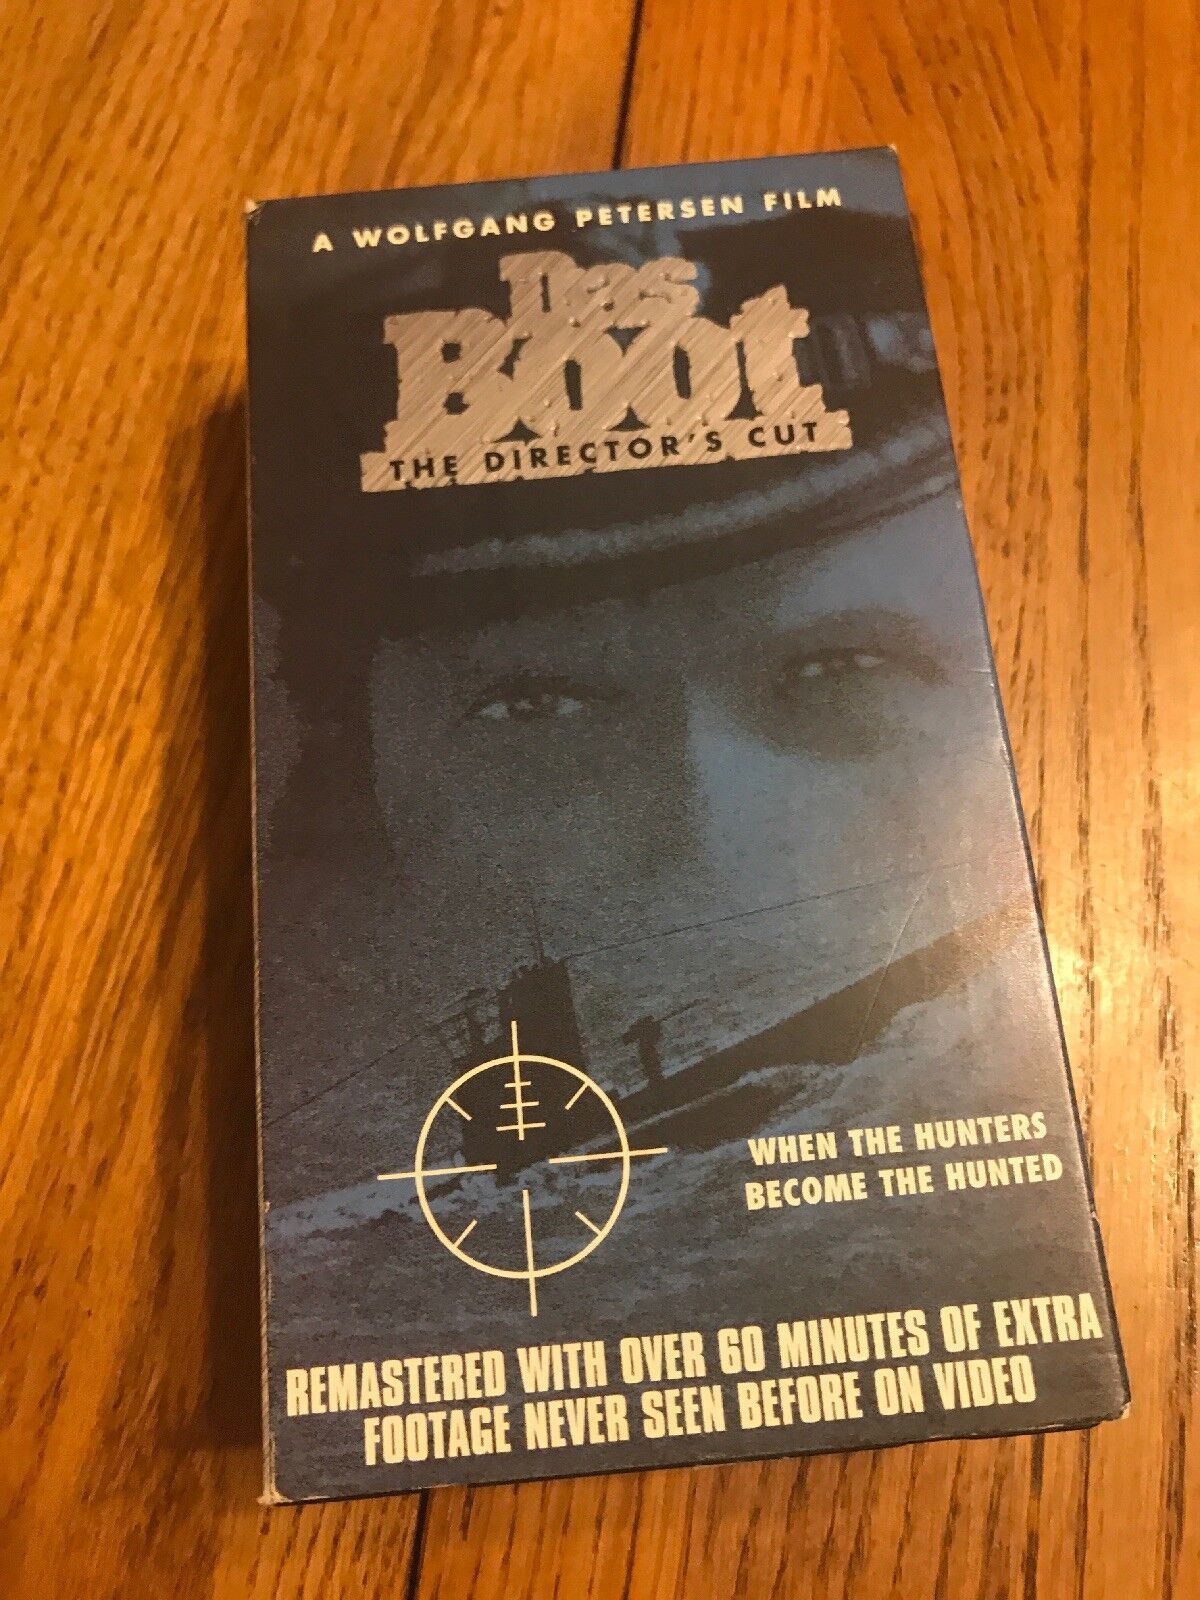 A WOLFGANG PETERSEN FILM
Das
Boot
THE DIRECTOR'S CUT
WHEN THE HUNTERS
BECOME THE HUNTED
REMASTERED WITH OVER 60 MINUTES OF EXTRA
FOOTAGE NEVER SEEN BEFORE ON VIDEO